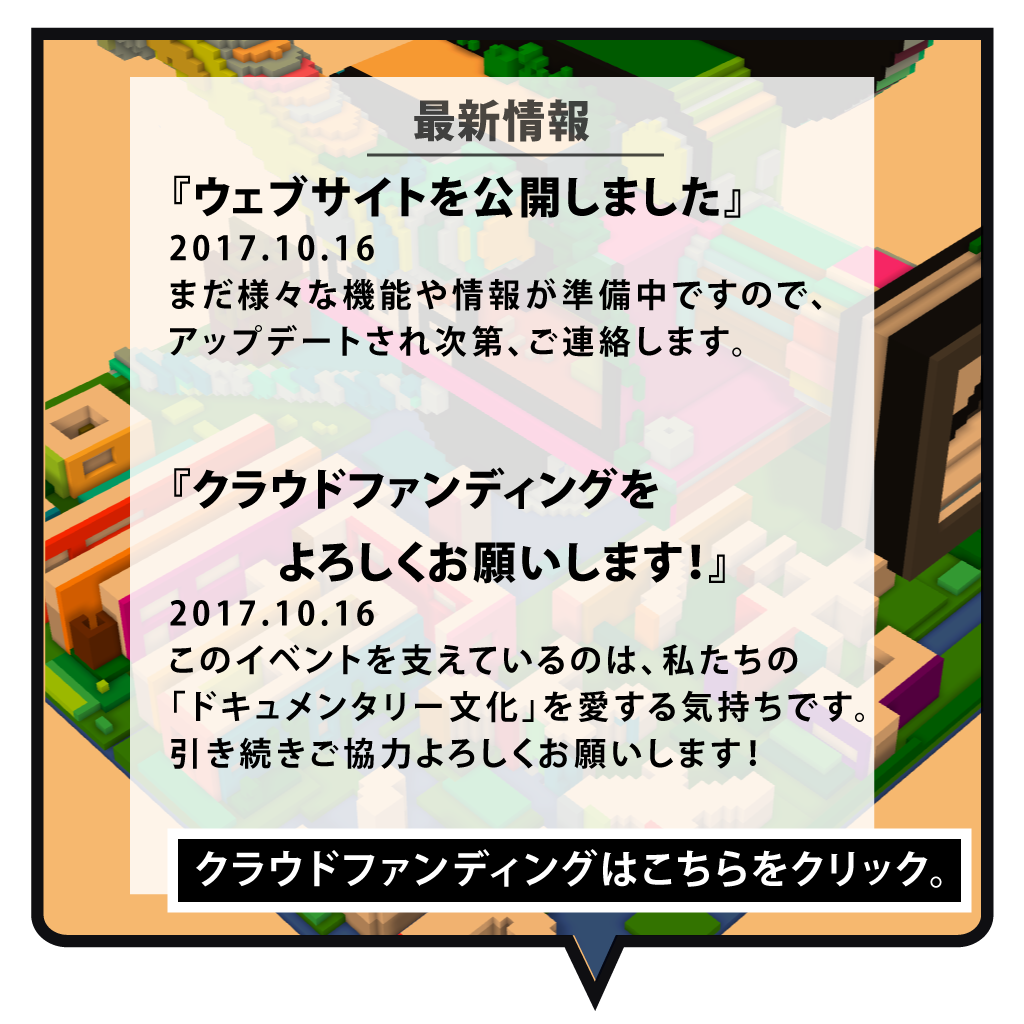 最新情報
『ウェブサイトを公開しました』
2017.10.16
まだ様々な機能や情報が準備中ですので、
アップデートされ次第、ご連絡します。
『クラウドファンディングを
よろしくお願いします！』
2017.10.16
このイベントを支えているのは、私たちの
「ドキュメンタリー文化」を愛する気持ちです。
引き続きご協力よろしくお願いします！
クラウドファンディングはこちらをクリック。